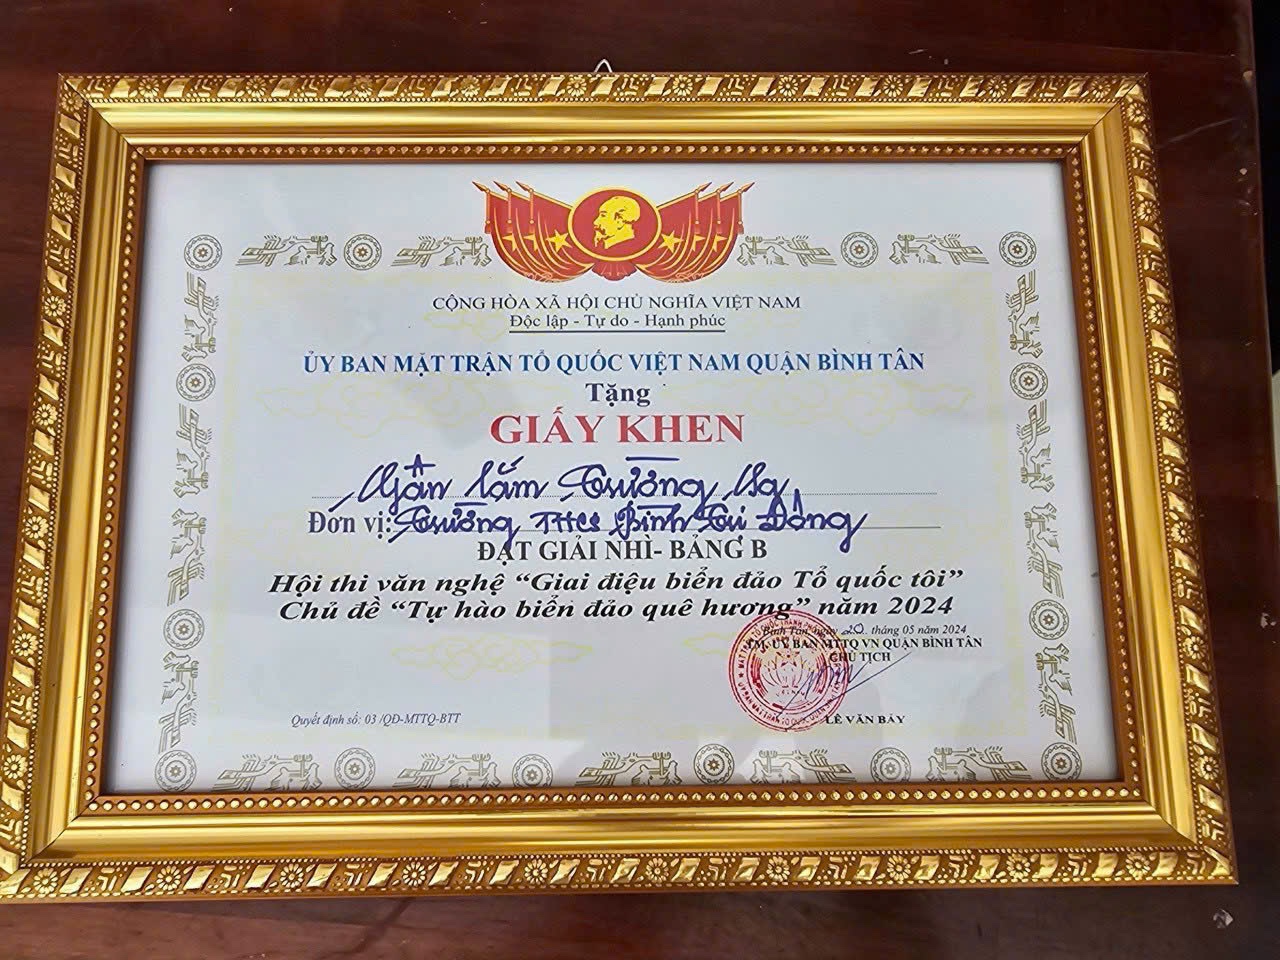 CỘNG HÒA XÃ HỘI CHỦ NGHĨA VIỆT NAM
Độc lập - Tự do - Hạnh phúc
ỦY BAN MẶT TRẬN TỔ QUỐC VIỆT NAM QUẬN BÌNH TÂN
Tặng
GIẤY KHEN
Trường
Đơn vị: Trường THCS Bình Trị Đông
ĐẠT GIẢI NHÌ- BẢNG B
Hội thi văn nghệ “Giai điệu biển đảo Tổ quốc tôi”
Chủ đề “Tự hào biển đảo quê hương” năm 2024
Bình Tân, ngày 20 tháng 05 năm 2024
TM. ỦY BAN MTTQ VN QUẬN BÌNH TÂN
CHỦ TỊCH
Quyết định số: 03 /QĐ-MTTQ-BTT
LÊ VĂN BẢY